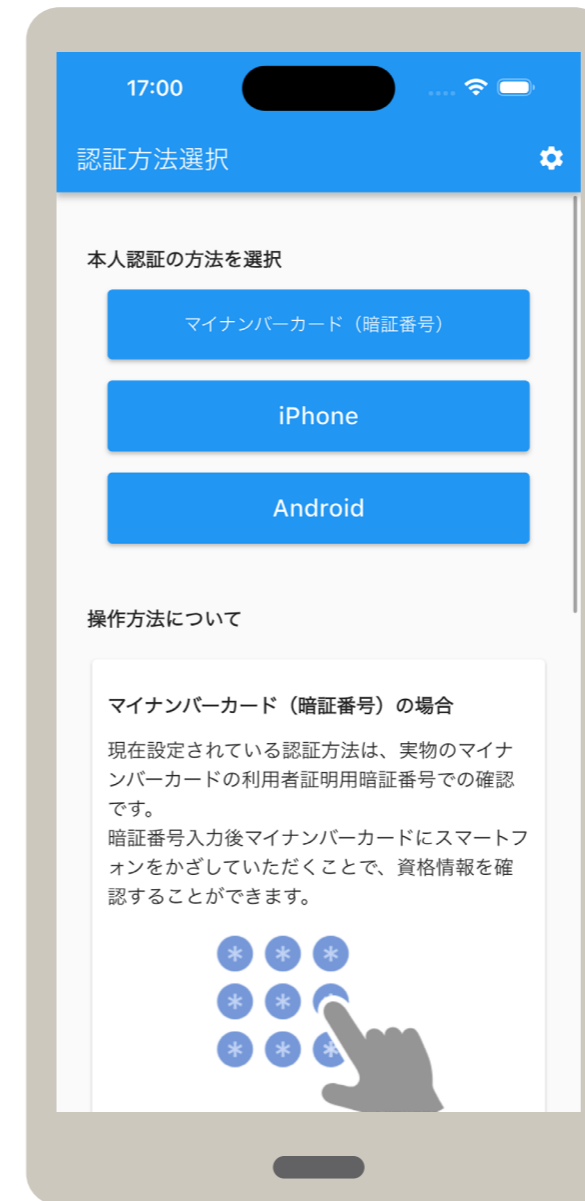 17:00
認証方法選択
本人認証の方法を選択
マイナンバーカード（暗証番号）
iPhone
Android
操作方法について
マイナンバーカード（暗証番号）の場合
現在設定されている認証方法は、実物のマイナ
ンバーカードの利用者証明用暗証番号での確認
です。
暗証番号入力後マイナンバーカードにスマートフ
ォンをかざしていただくことで、資格情報を確
認することができます。